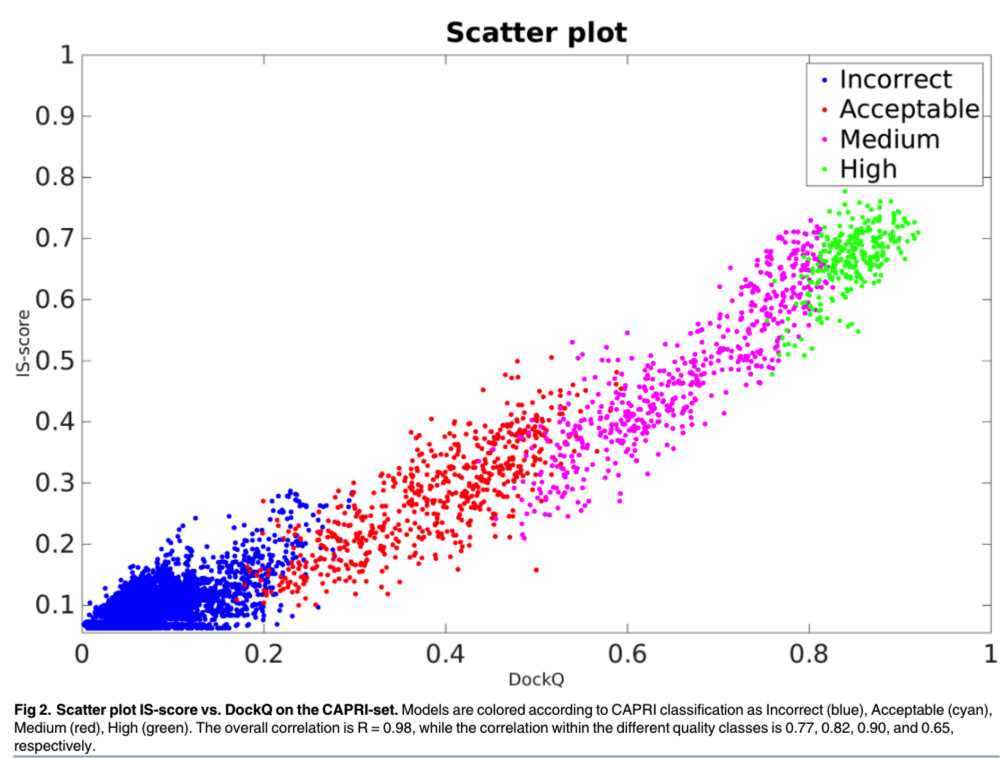 Scatter plot
1
0.9
0.8
0.7
0.6
0.5
0.4
0.3
0.2
0.1
IS-score
Incorrect
Acceptable
Medium
High
0 0.2 0.4 0.6 0.8 1
DockQ
Fig 2. Scatter plot IS-score vs. DockQ on the CAPRI-set. Models are colored according to CAPRI classification as Incorrect (blue), Acceptable (cyan),
Medium (red), High (green). The overall correlation is R = 0.98, while the correlation within the different quality classes is 0.77, 0.82, 0.90, and 0.65,
respectively.